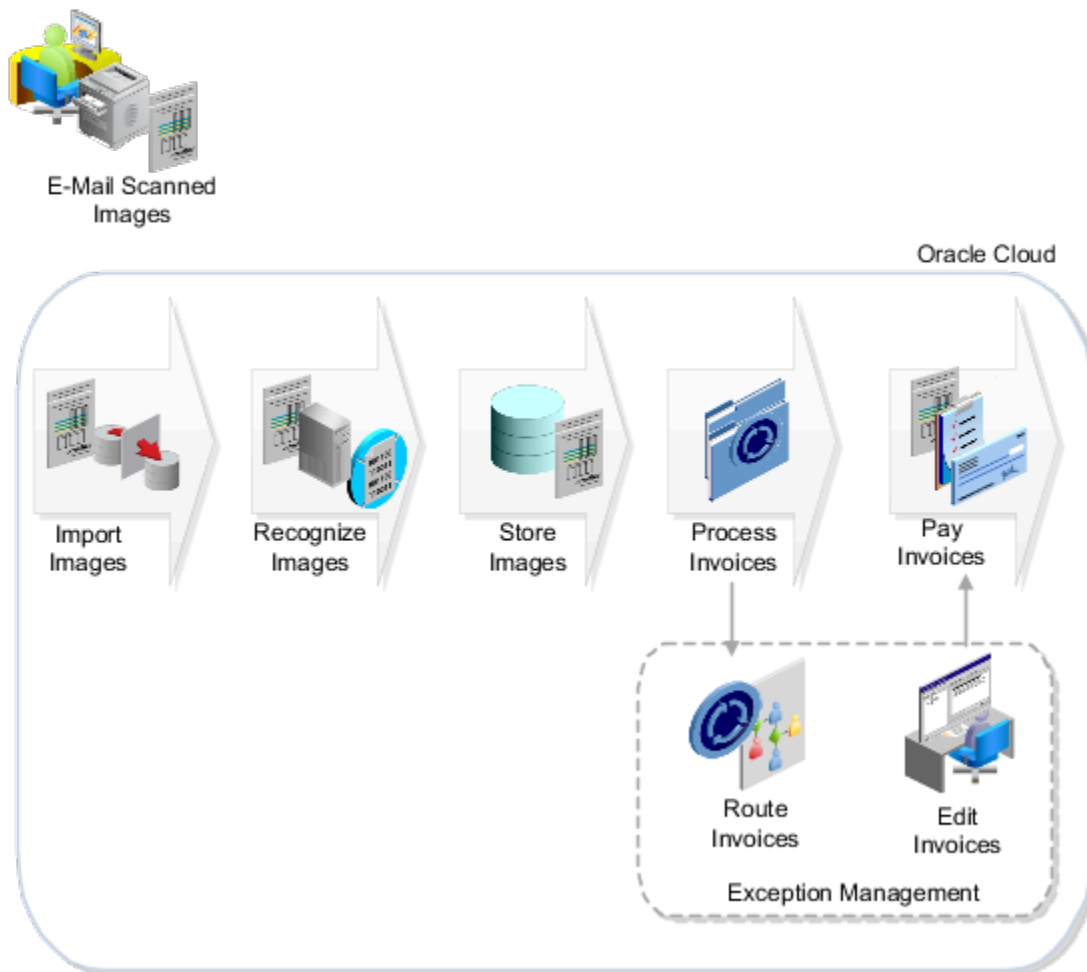 E-Mail Scanned
Images
Oracle Cloud
Import
Images
Recognize
Images
Store
Images
Process
Invoices
Pay
Invoices
Route
Invoices
Edit
Invoices
Exception Management